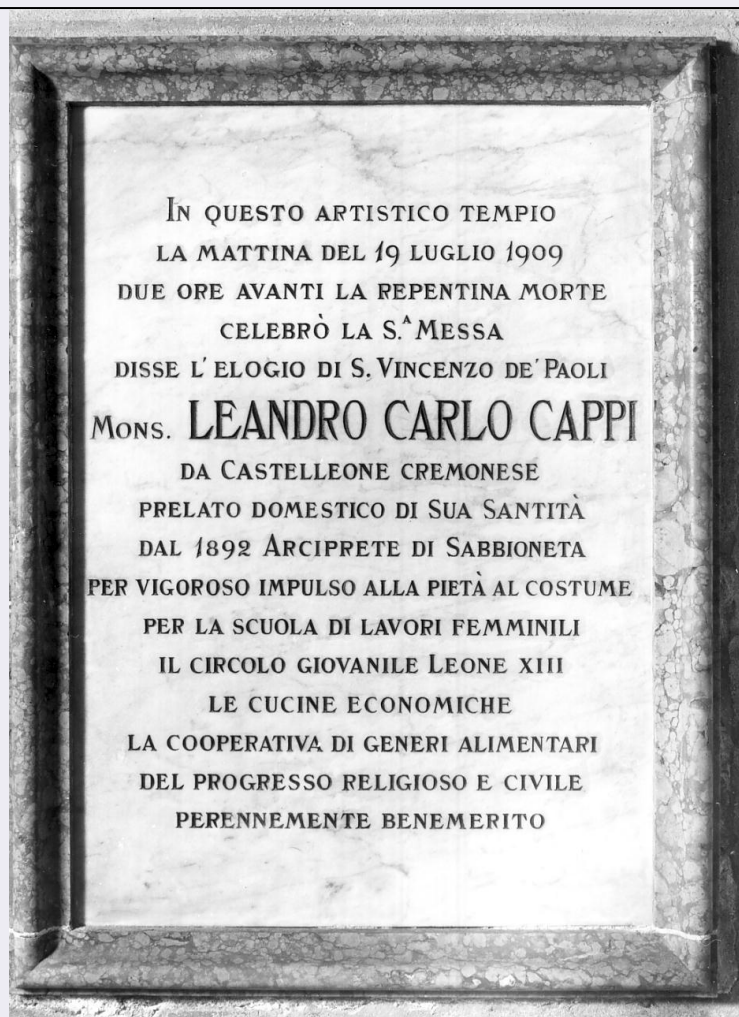 In questo artistico tempio
la mattina del 19 luglio 1909
due ore avanti la repentina morte
celebrò la S.ᴬ Messa
disse l'elogio di S. Vincenzo de' Paoli
Mons. LEANDRO CARLO CAPPI
da Castelleone cremonese
prelato domestico di Sua Santità
dal 1892 Arciprete di Sabbioneta
per vigoroso impulso alla pietà al costume
per la scuola di lavori femminili
il circolo giovanile Leone XIII
le cucine economiche
la cooperativa di generi alimentari
del progresso religioso e civile
perennemente benemerito